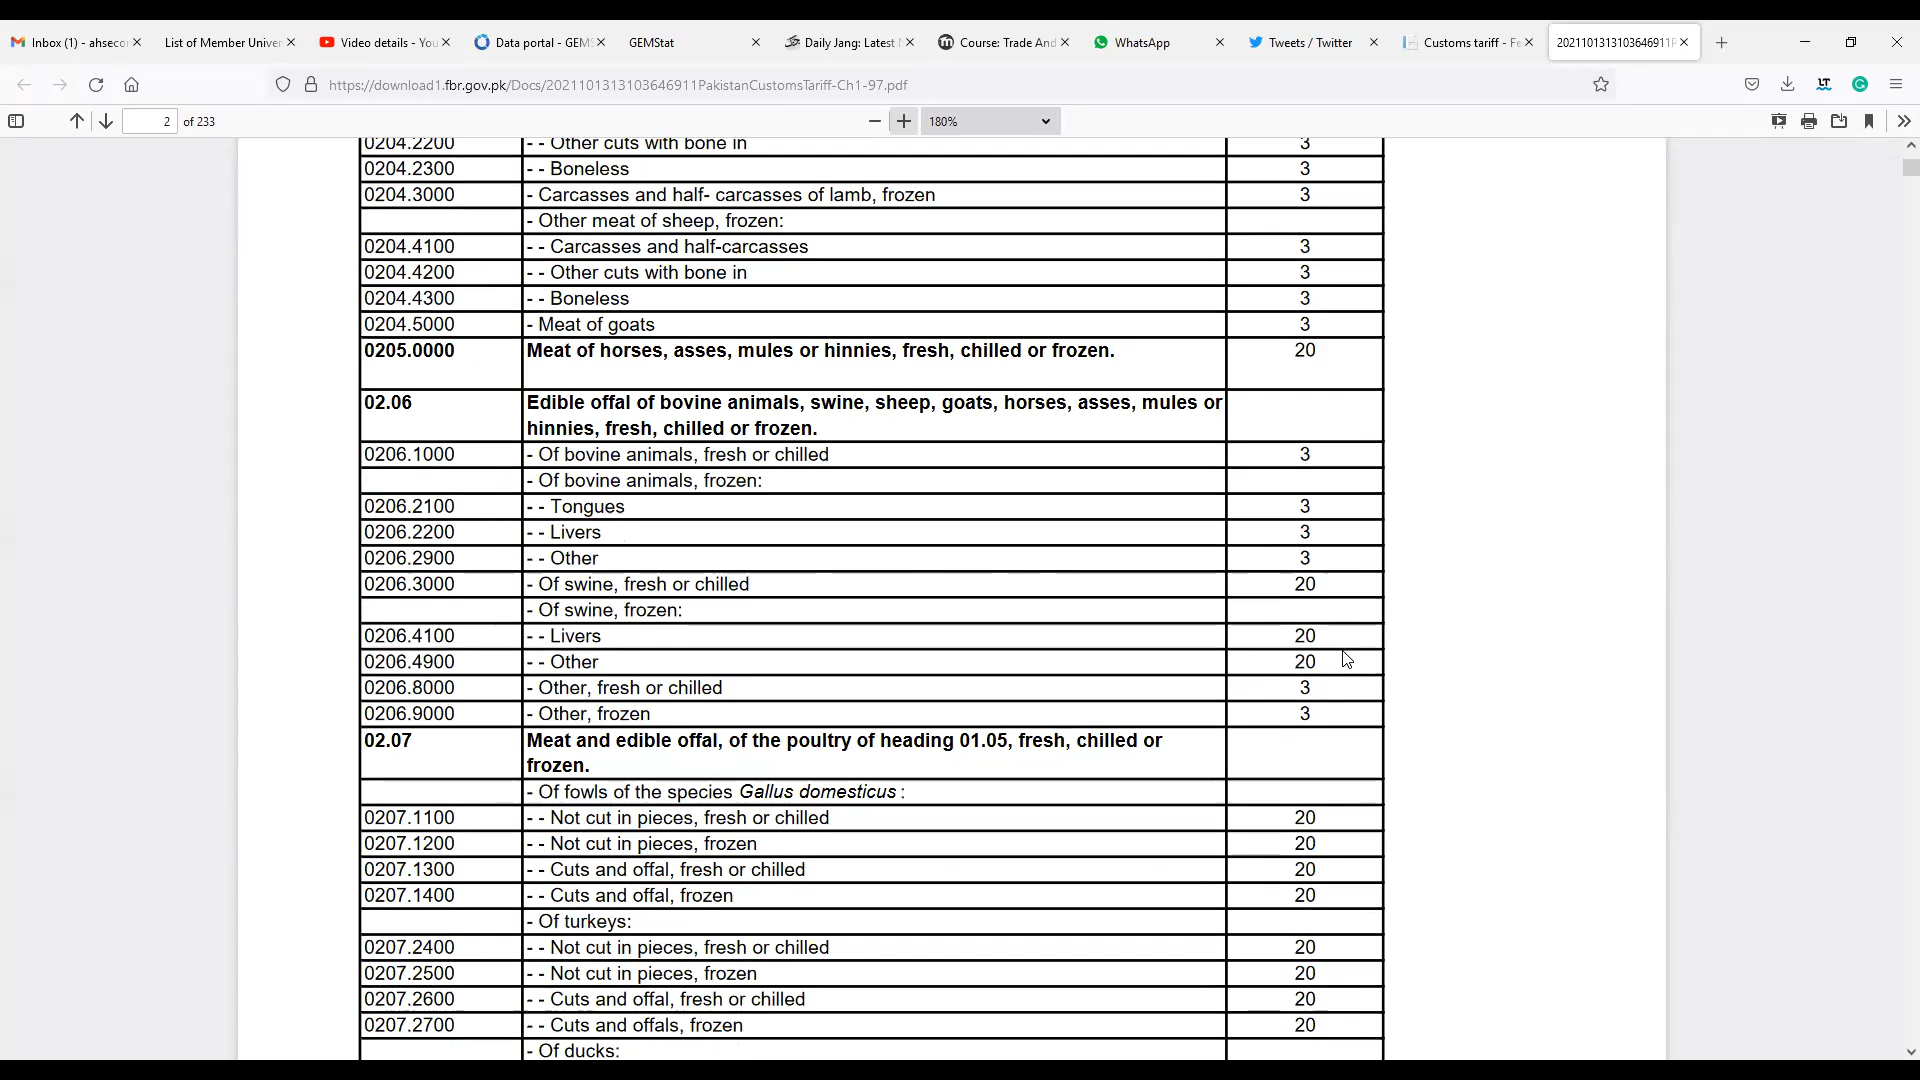 Inbox (1) - ahsecor
List of Member Univer
Video details - You
Data portal - GEMS
GEMStat
Daily Jang: Latest N
Course: Trade And
WhatsApp
Tweets / Twitter
Customs tariff - Fe
2021101313103646911P
https://download1.fbr.gov.pk/Docs/2021101313103646911PakistanCustomsTariff-Ch1-97.pdf
2 of 233
180%
0204.2200 - - Other cuts with bone in 3
0204.2300 - - Boneless 3
0204.3000 - Carcasses and half- carcasses of lamb, frozen 3
- Other meat of sheep, frozen:
0204.4100 - - Carcasses and half-carcasses 3
0204.4200 - - Other cuts with bone in 3
0204.4300 - - Boneless 3
0204.5000 - Meat of goats 3
0205.0000 Meat of horses, asses, mules or hinnies, fresh, chilled or frozen. 20
02.06 Edible offal of bovine animals, swine, sheep, goats, horses, asses, mules or
hinnies, fresh, chilled or frozen.
0206.1000 - Of bovine animals, fresh or chilled 3
- Of bovine animals, frozen:
0206.2100 - - Tongues 3
0206.2200 - - Livers 3
0206.2900 - - Other 3
0206.3000 - Of swine, fresh or chilled 20
- Of swine, frozen:
0206.4100 - - Livers 20
0206.4900 - - Other 20
0206.8000 - Other, fresh or chilled 3
0206.9000 - Other, frozen 3
02.07 Meat and edible offal, of the poultry of heading 01.05, fresh, chilled or
frozen.
- Of fowls of the species Gallus domesticus :
0207.1100 - - Not cut in pieces, fresh or chilled 20
0207.1200 - - Not cut in pieces, frozen 20
0207.1300 - - Cuts and offal, fresh or chilled 20
0207.1400 - - Cuts and offal, frozen 20
- Of turkeys:
0207.2400 - - Not cut in pieces, fresh or chilled 20
0207.2500 - - Not cut in pieces, frozen 20
0207.2600 - - Cuts and offal, fresh or chilled 20
0207.2700 - - Cuts and offals, frozen 20
- Of ducks: